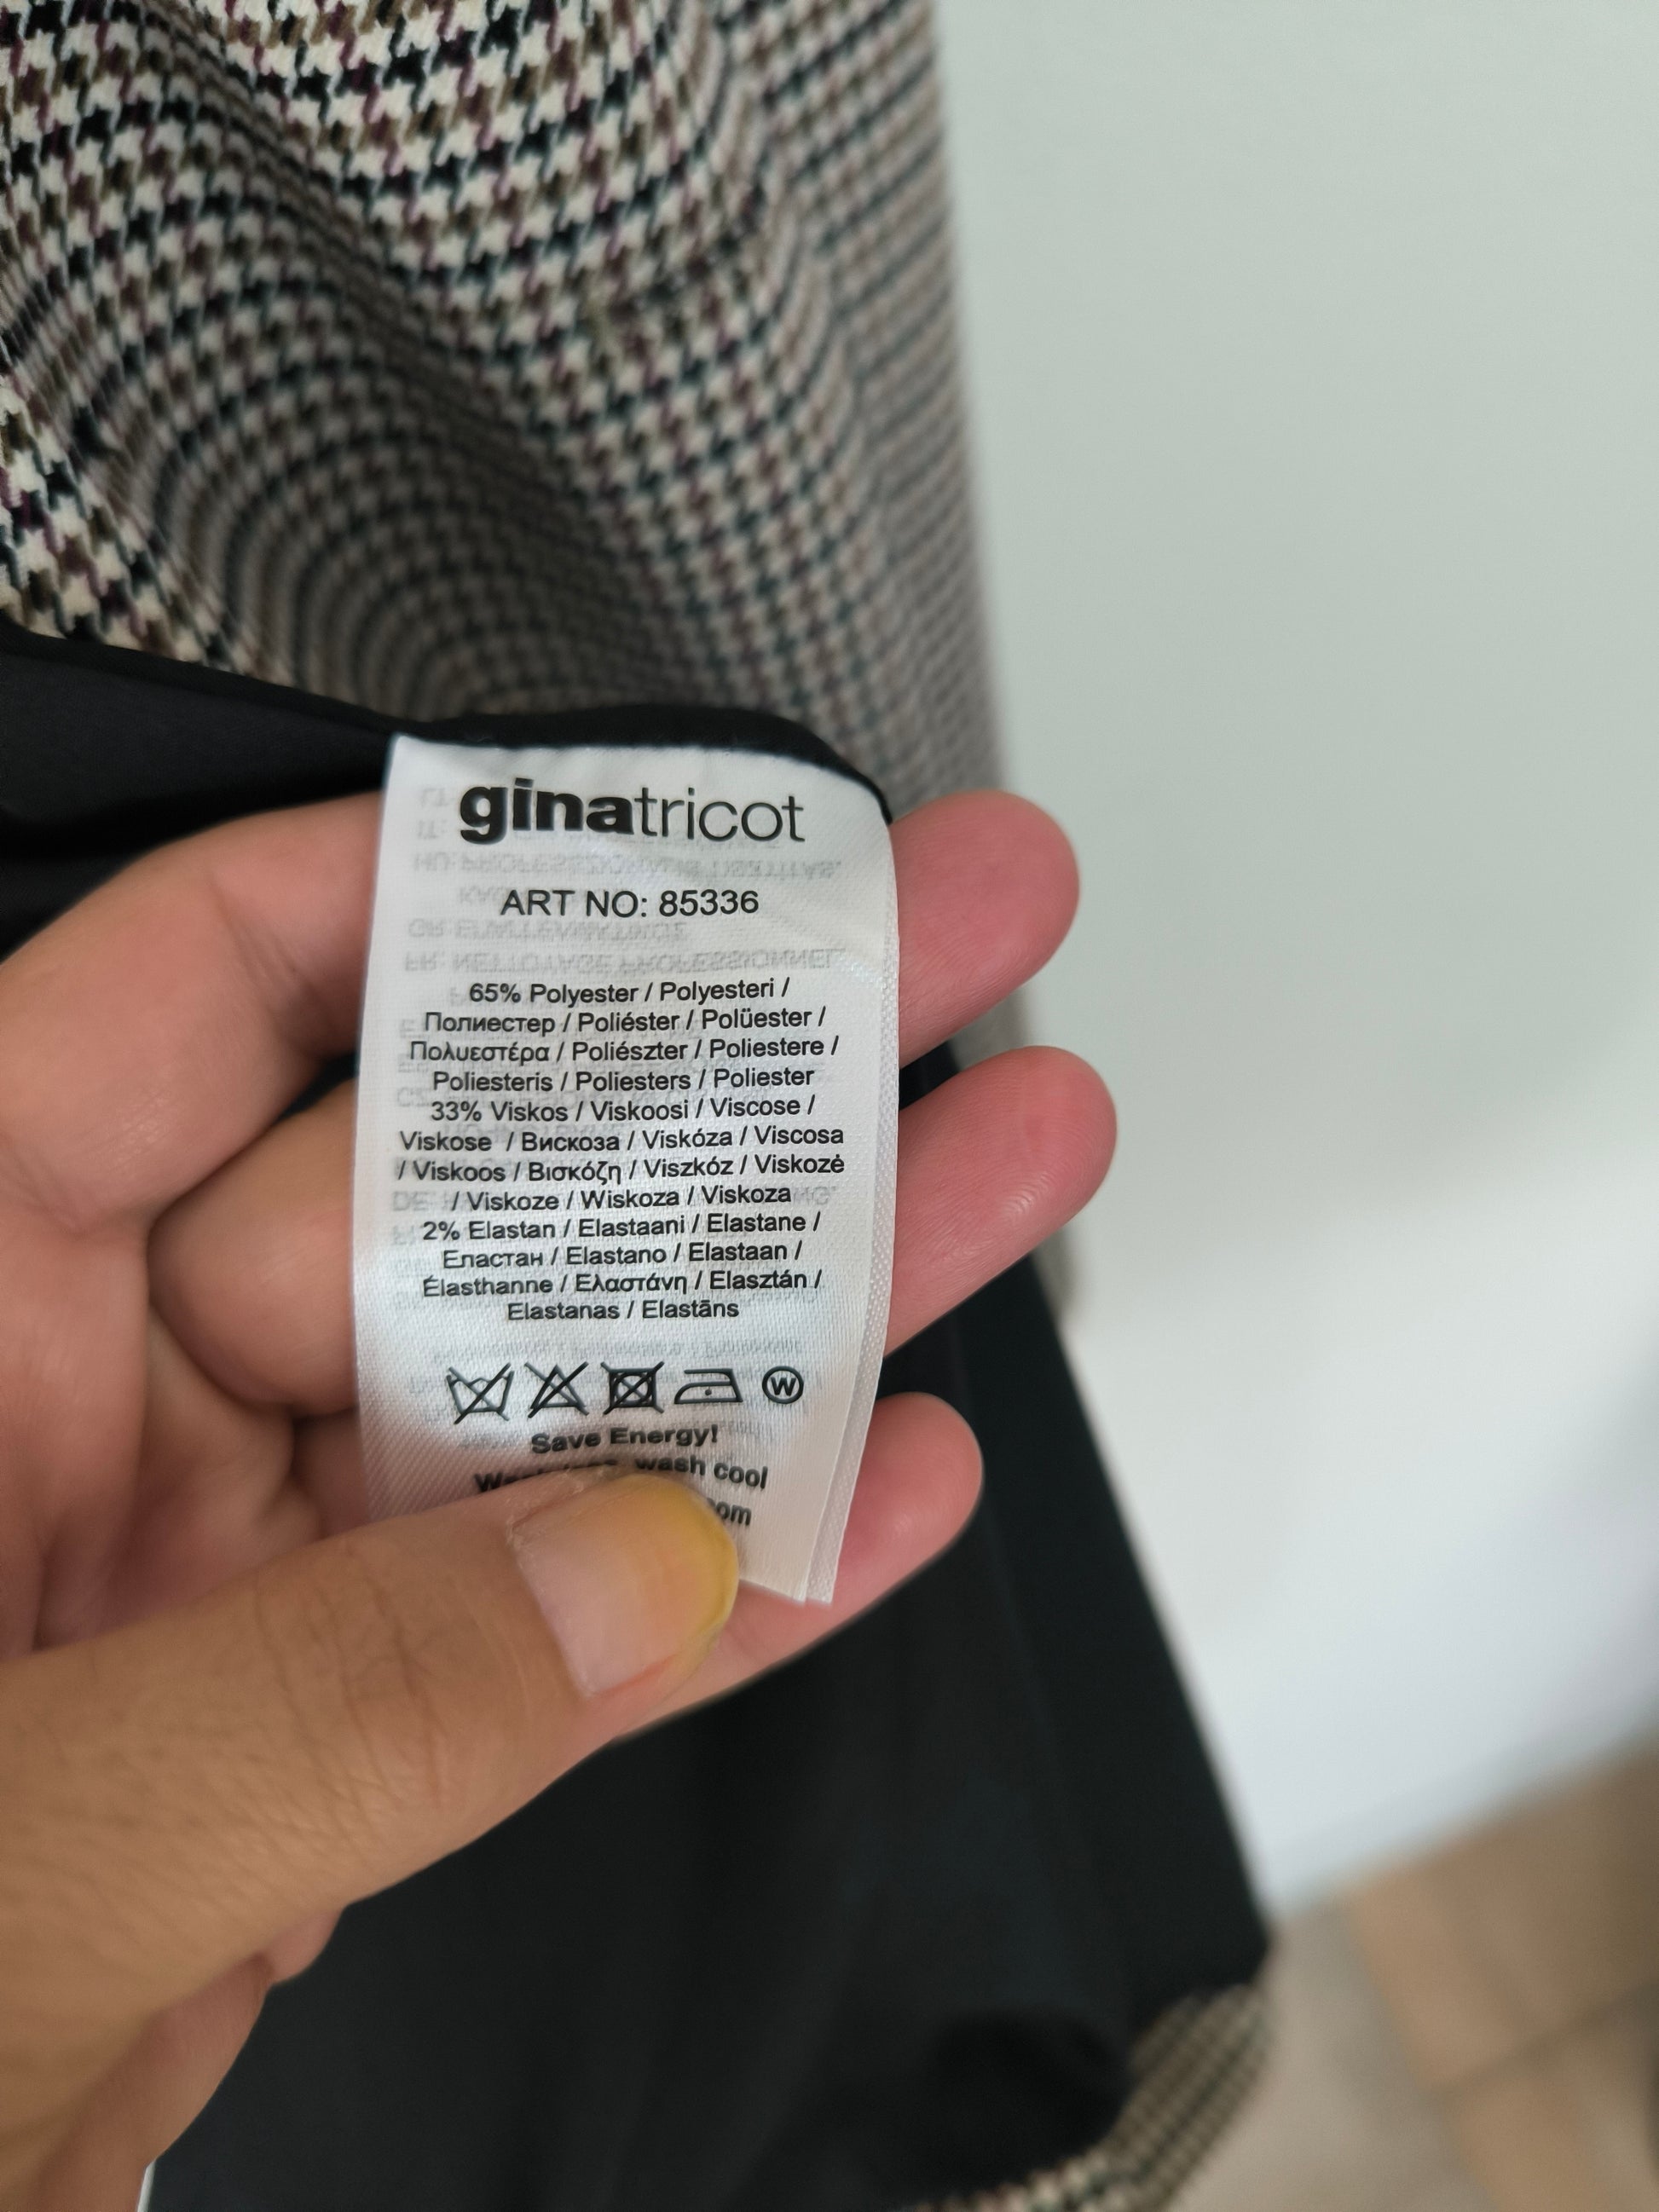 ginatricot
ART NO: 85336
65% Polyester / Polyesteri /
Полиестер / Poliéster / Polüester /
Πολυεστέρα / Poliészter / Poliestere /
Poliesteris / Poliesters / Poliester
33% Viskos / Viskoosi / Viscose /
Viskose / Вискоза / Viskóza / Viscosa
/ Viskoos / Βισκόζη / Viszkóz / Viskozė
/ Viskoze / Wiskoza / Viskoza
2% Elastan / Elastaani / Elastane /
Еластан / Elastano / Elastaan /
Élasthanne / Ελαστάνη / Elasztán /
Elastanas / Elastāns
W
Save Energy!
wash cool